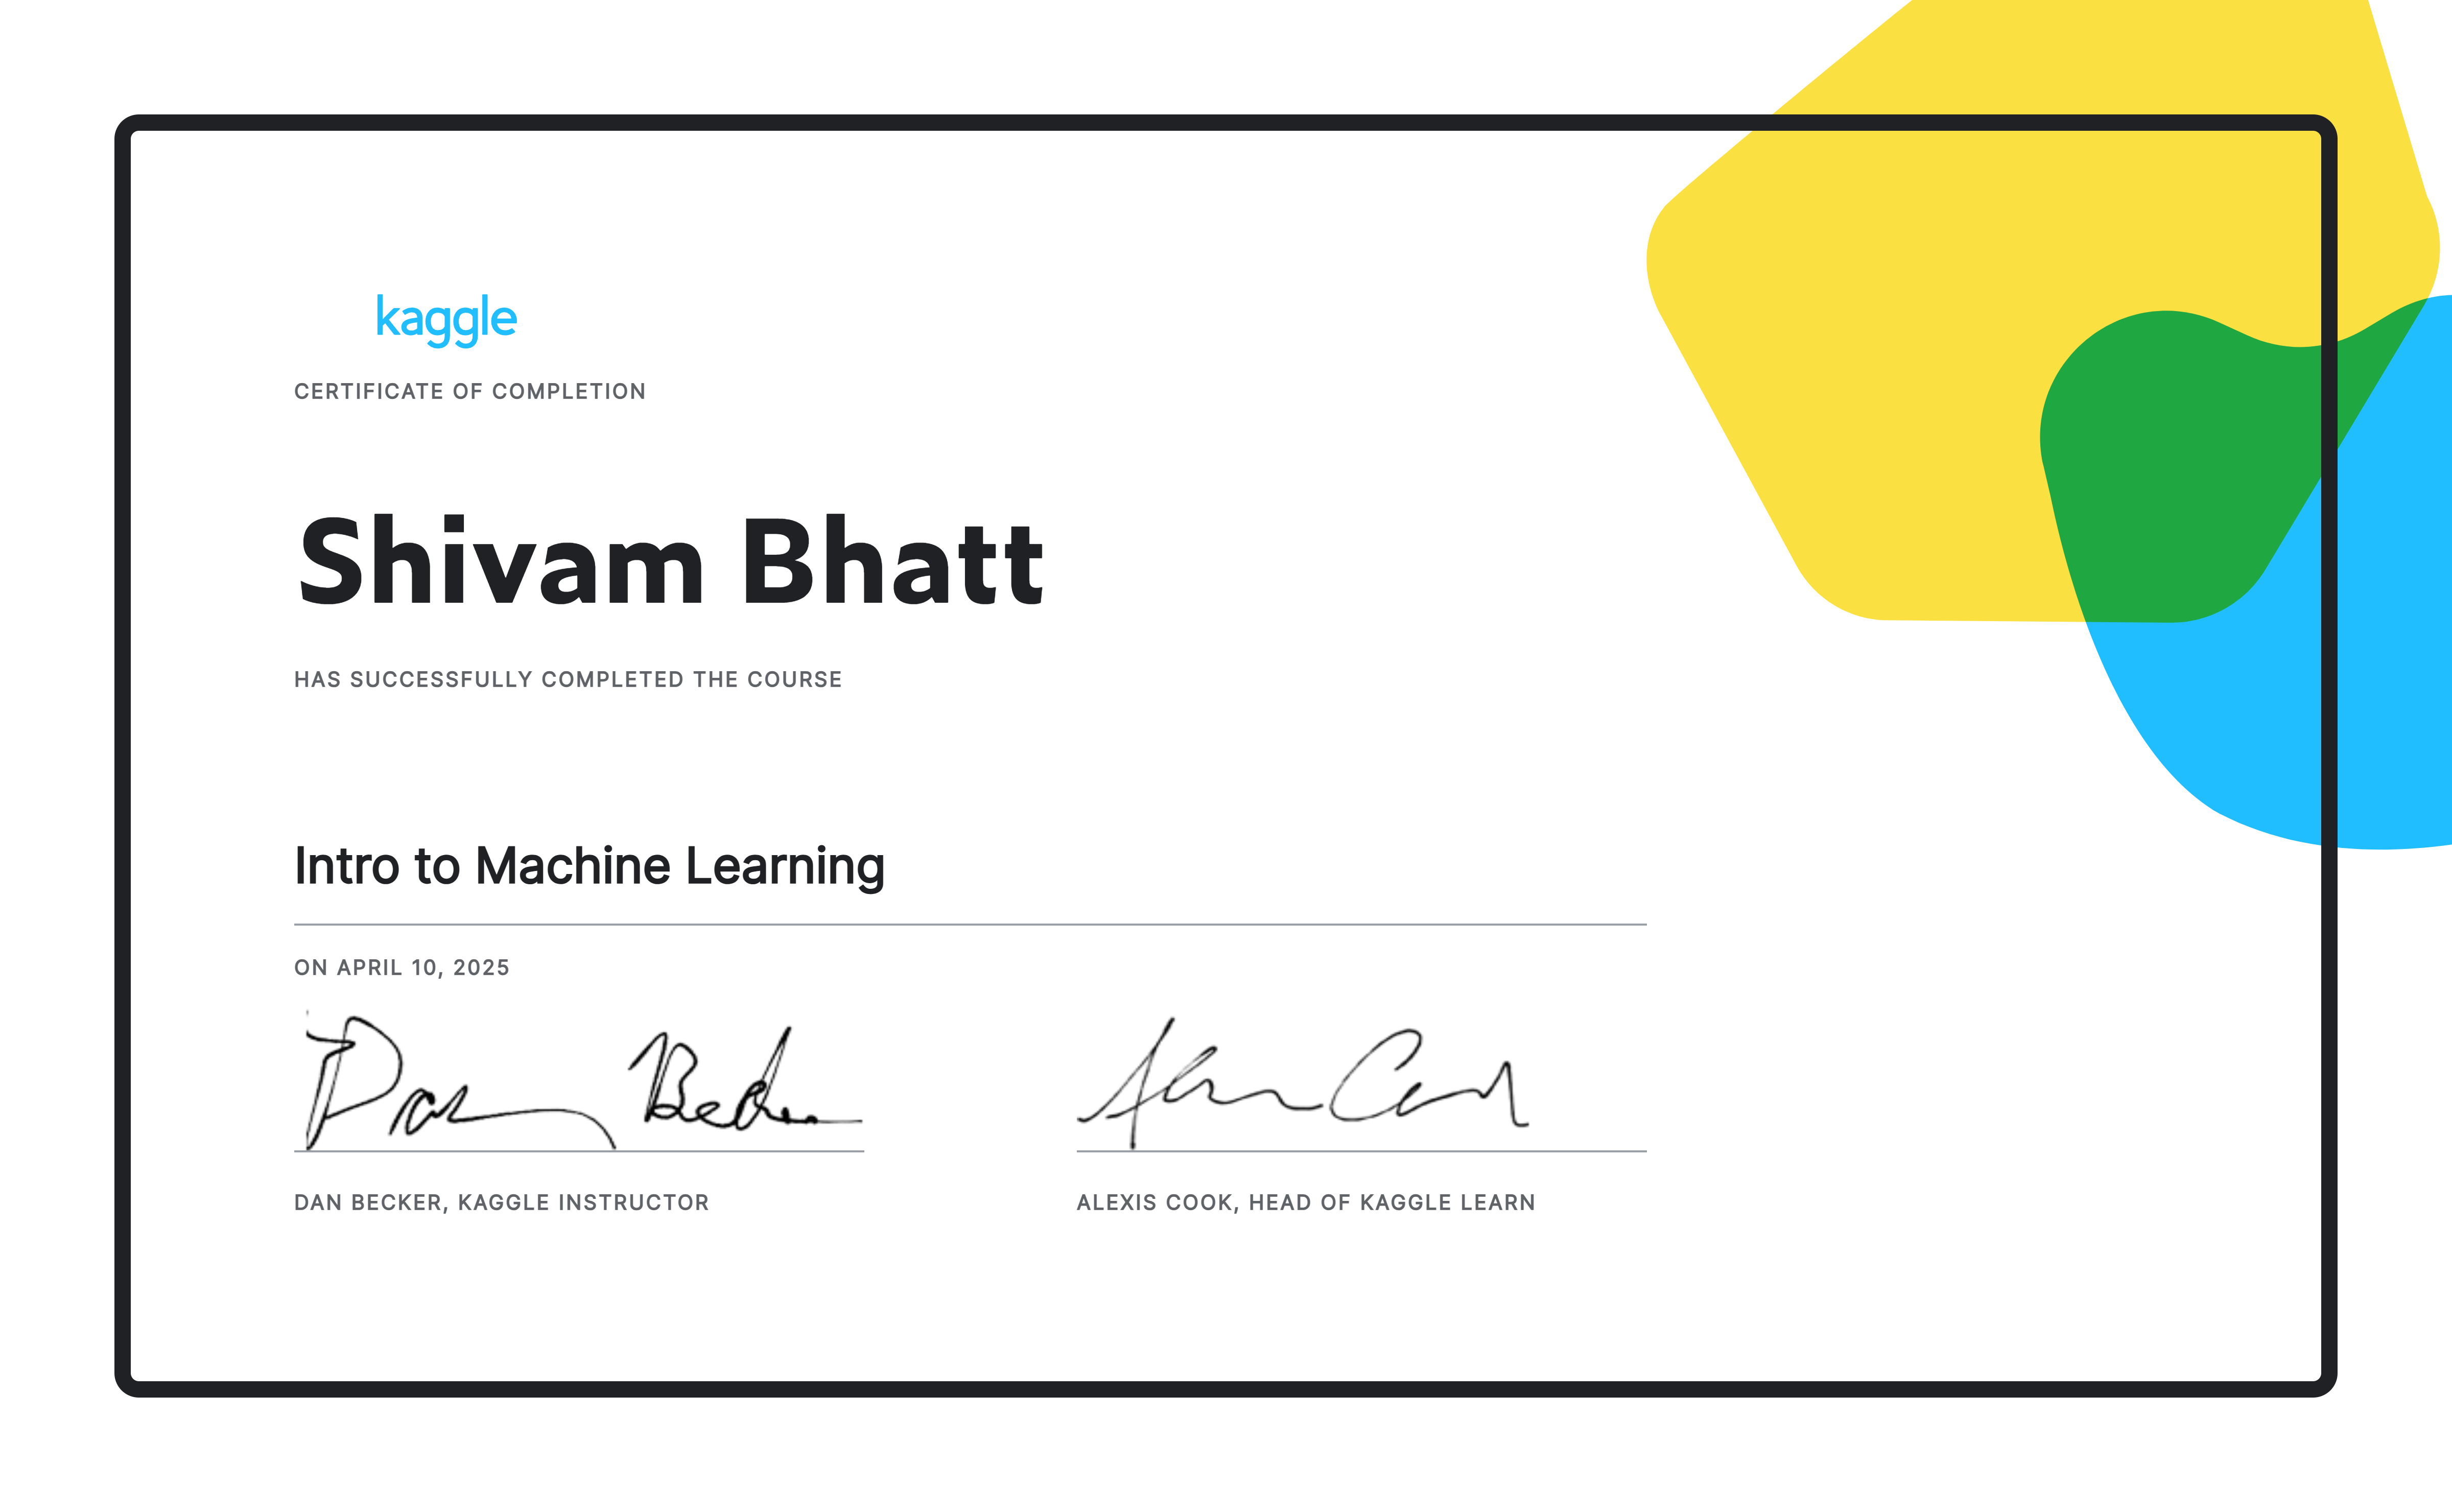 kaggle
CERTIFICATE OF COMPLETION
Shivam Bhatt
HAS SUCCESSFULLY COMPLETED THE COURSE
Intro to Machine Learning
ON APRIL 10, 2025
Dan Becker
Alexis Cook
DAN BECKER, KAGGLE INSTRUCTOR
ALEXIS COOK, HEAD OF KAGGLE LEARN